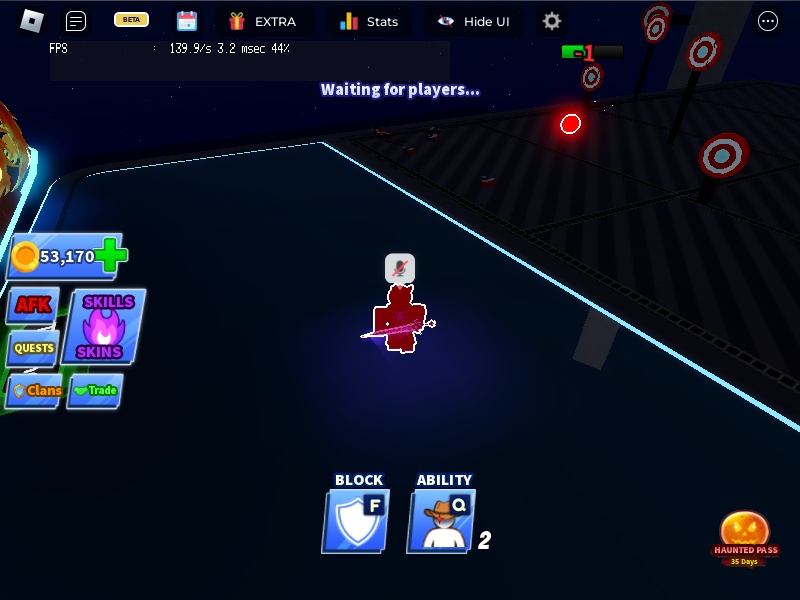 BETA
EXTRA
Stats
Hide UI
FPS : 139.9/s 3.2 msec 44%
-1
Waiting for players...
53,170
AFK
SKILLS
SKINS
QUESTS
Clans
Trade
BLOCK
F
ABILITY
Q
2
HAUNTED PASS
35 Days